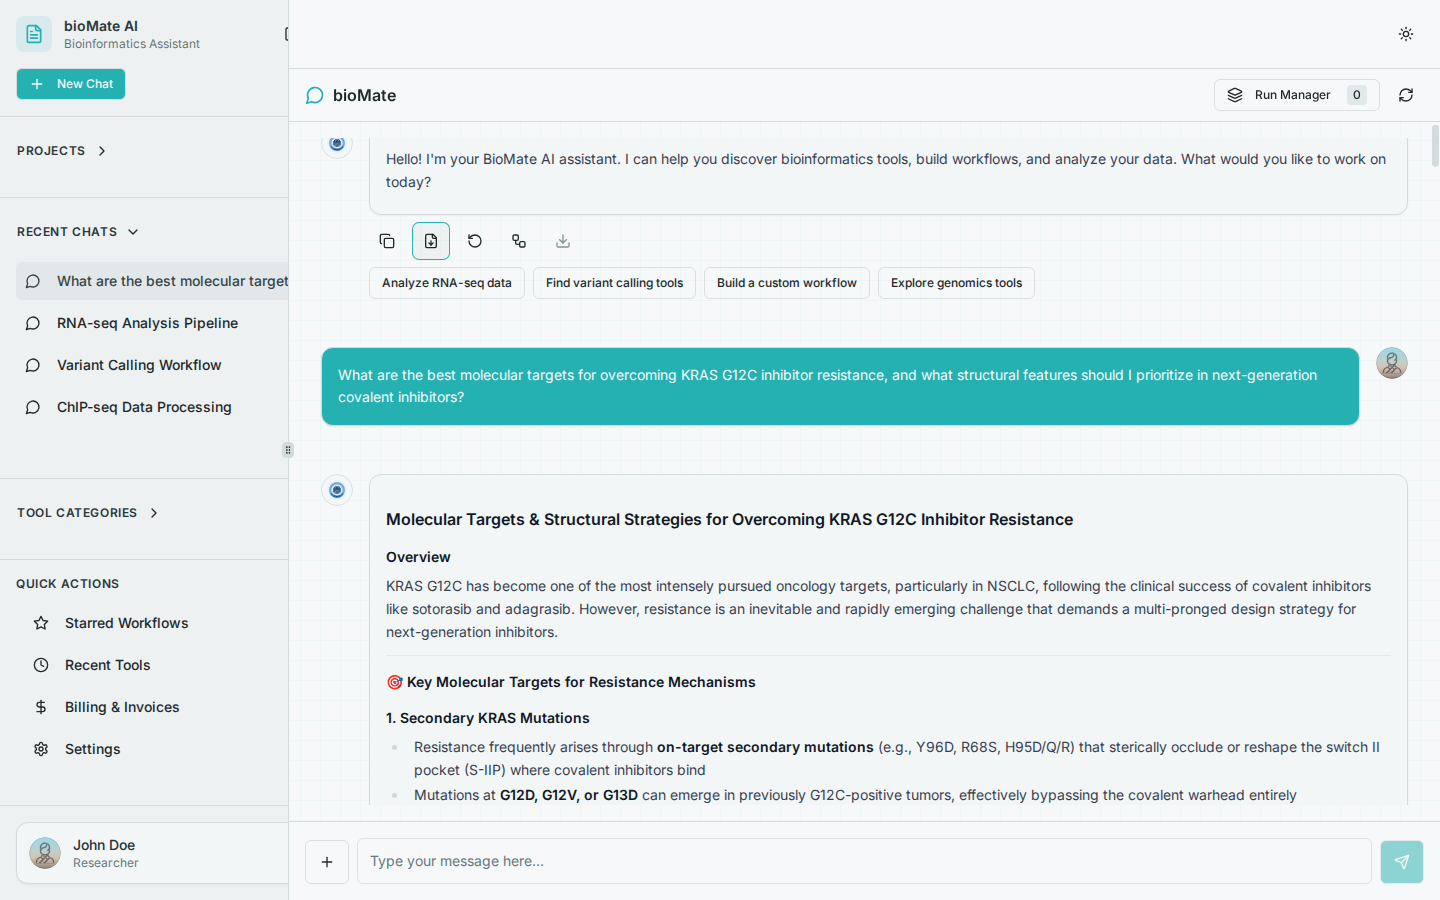 bioMate AI
Bioinformatics Assistant
New Chat
PROJECTS
RECENT CHATS
What are the best molecular target
RNA-seq Analysis Pipeline
Variant Calling Workflow
ChIP-seq Data Processing
TOOL CATEGORIES
QUICK ACTIONS
Starred Workflows
Recent Tools
Billing & Invoices
Settings
John Doe
Researcher
bioMate
Run Manager 0
Hello! I'm your BioMate AI assistant. I can help you discover bioinformatics tools, build workflows, and analyze your data. What would you like to work on
today?
Analyze RNA-seq data
Find variant calling tools
Build a custom workflow
Explore genomics tools
What are the best molecular targets for overcoming KRAS G12C inhibitor resistance, and what structural features should I prioritize in next-generation
covalent inhibitors?
Molecular Targets & Structural Strategies for Overcoming KRAS G12C Inhibitor Resistance
Overview
KRAS G12C has become one of the most intensely pursued oncology targets, particularly in NSCLC, following the clinical success of covalent inhibitors
like sotorasib and adagrasib. However, resistance is an inevitable and rapidly emerging challenge that demands a multi-pronged design strategy for
next-generation inhibitors.
🎯 Key Molecular Targets for Resistance Mechanisms
1. Secondary KRAS Mutations
Resistance frequently arises through on-target secondary mutations (e.g., Y96D, R68S, H95D/Q/R) that sterically occlude or reshape the switch II
pocket (S-IIP) where covalent inhibitors bind
Mutations at G12D, G12V, or G13D can emerge in previously G12C-positive tumors, effectively bypassing the covalent warhead entirely
Type your message here...